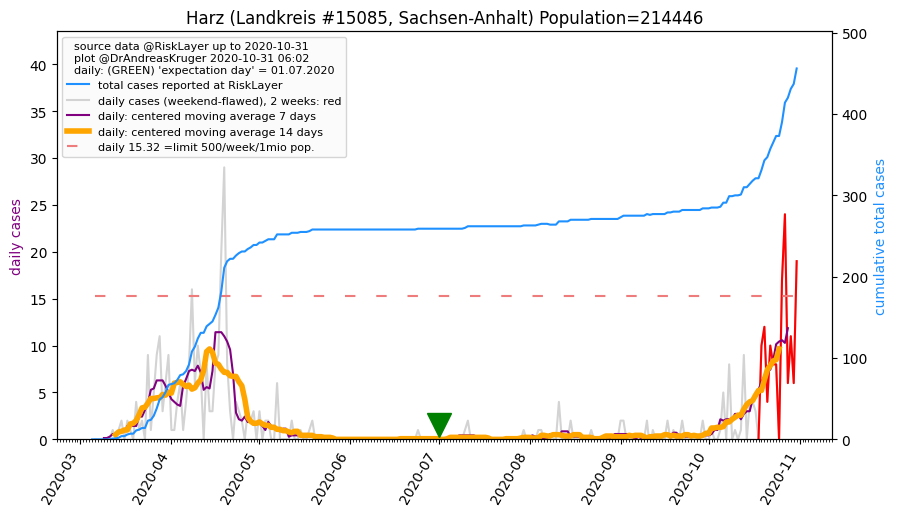 Harz (Landkreis #15085, Sachsen-Anhalt) Population=214446
source data @RiskLayer up to 2020-10-31
plot @DrAndreasKruger 2020-10-31 06:02
daily: (GREEN) 'expectation day' = 01.07.2020
total cases reported at RiskLayer
daily cases (weekend-flawed), 2 weeks: red
daily: centered moving average 7 days
daily: centered moving average 14 days
daily 15.32 =limit 500/week/1mio pop.
daily cases
40
35
30
25
20
15
10
5
0
500
400
300
200
100
0
cumulative total cases
2020-03
2020-04
2020-05
2020-06
2020-07
2020-08
2020-09
2020-10
2020-11